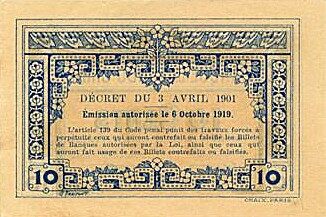 DÉCRET DU 3 AVRIL 1901
Émission autorisée le 6 Octobre 1919.
L'article 139 du Code pénal punit des travaux forcés à
perpétuité ceux qui auront contrefait ou falsifié les Billets
de Banques autorisées par la Loi, ainsi que ceux qui
auront fait usage de ces Billets contrefaits ou falsifiés.
10
10
CHAIX. PARIS